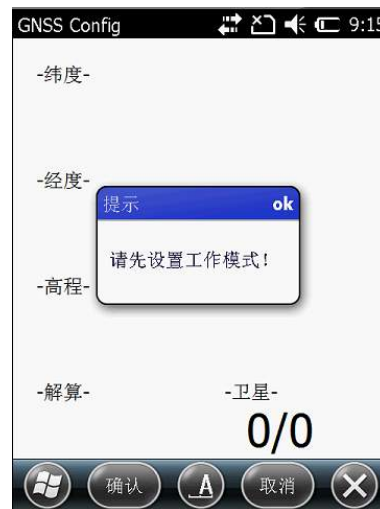 GNSS Config 9:15
-纬度-
-经度-
提示 ok
请先设置工作模式!
-高程-
-解算- -卫星-
0/0
确认 A 取消